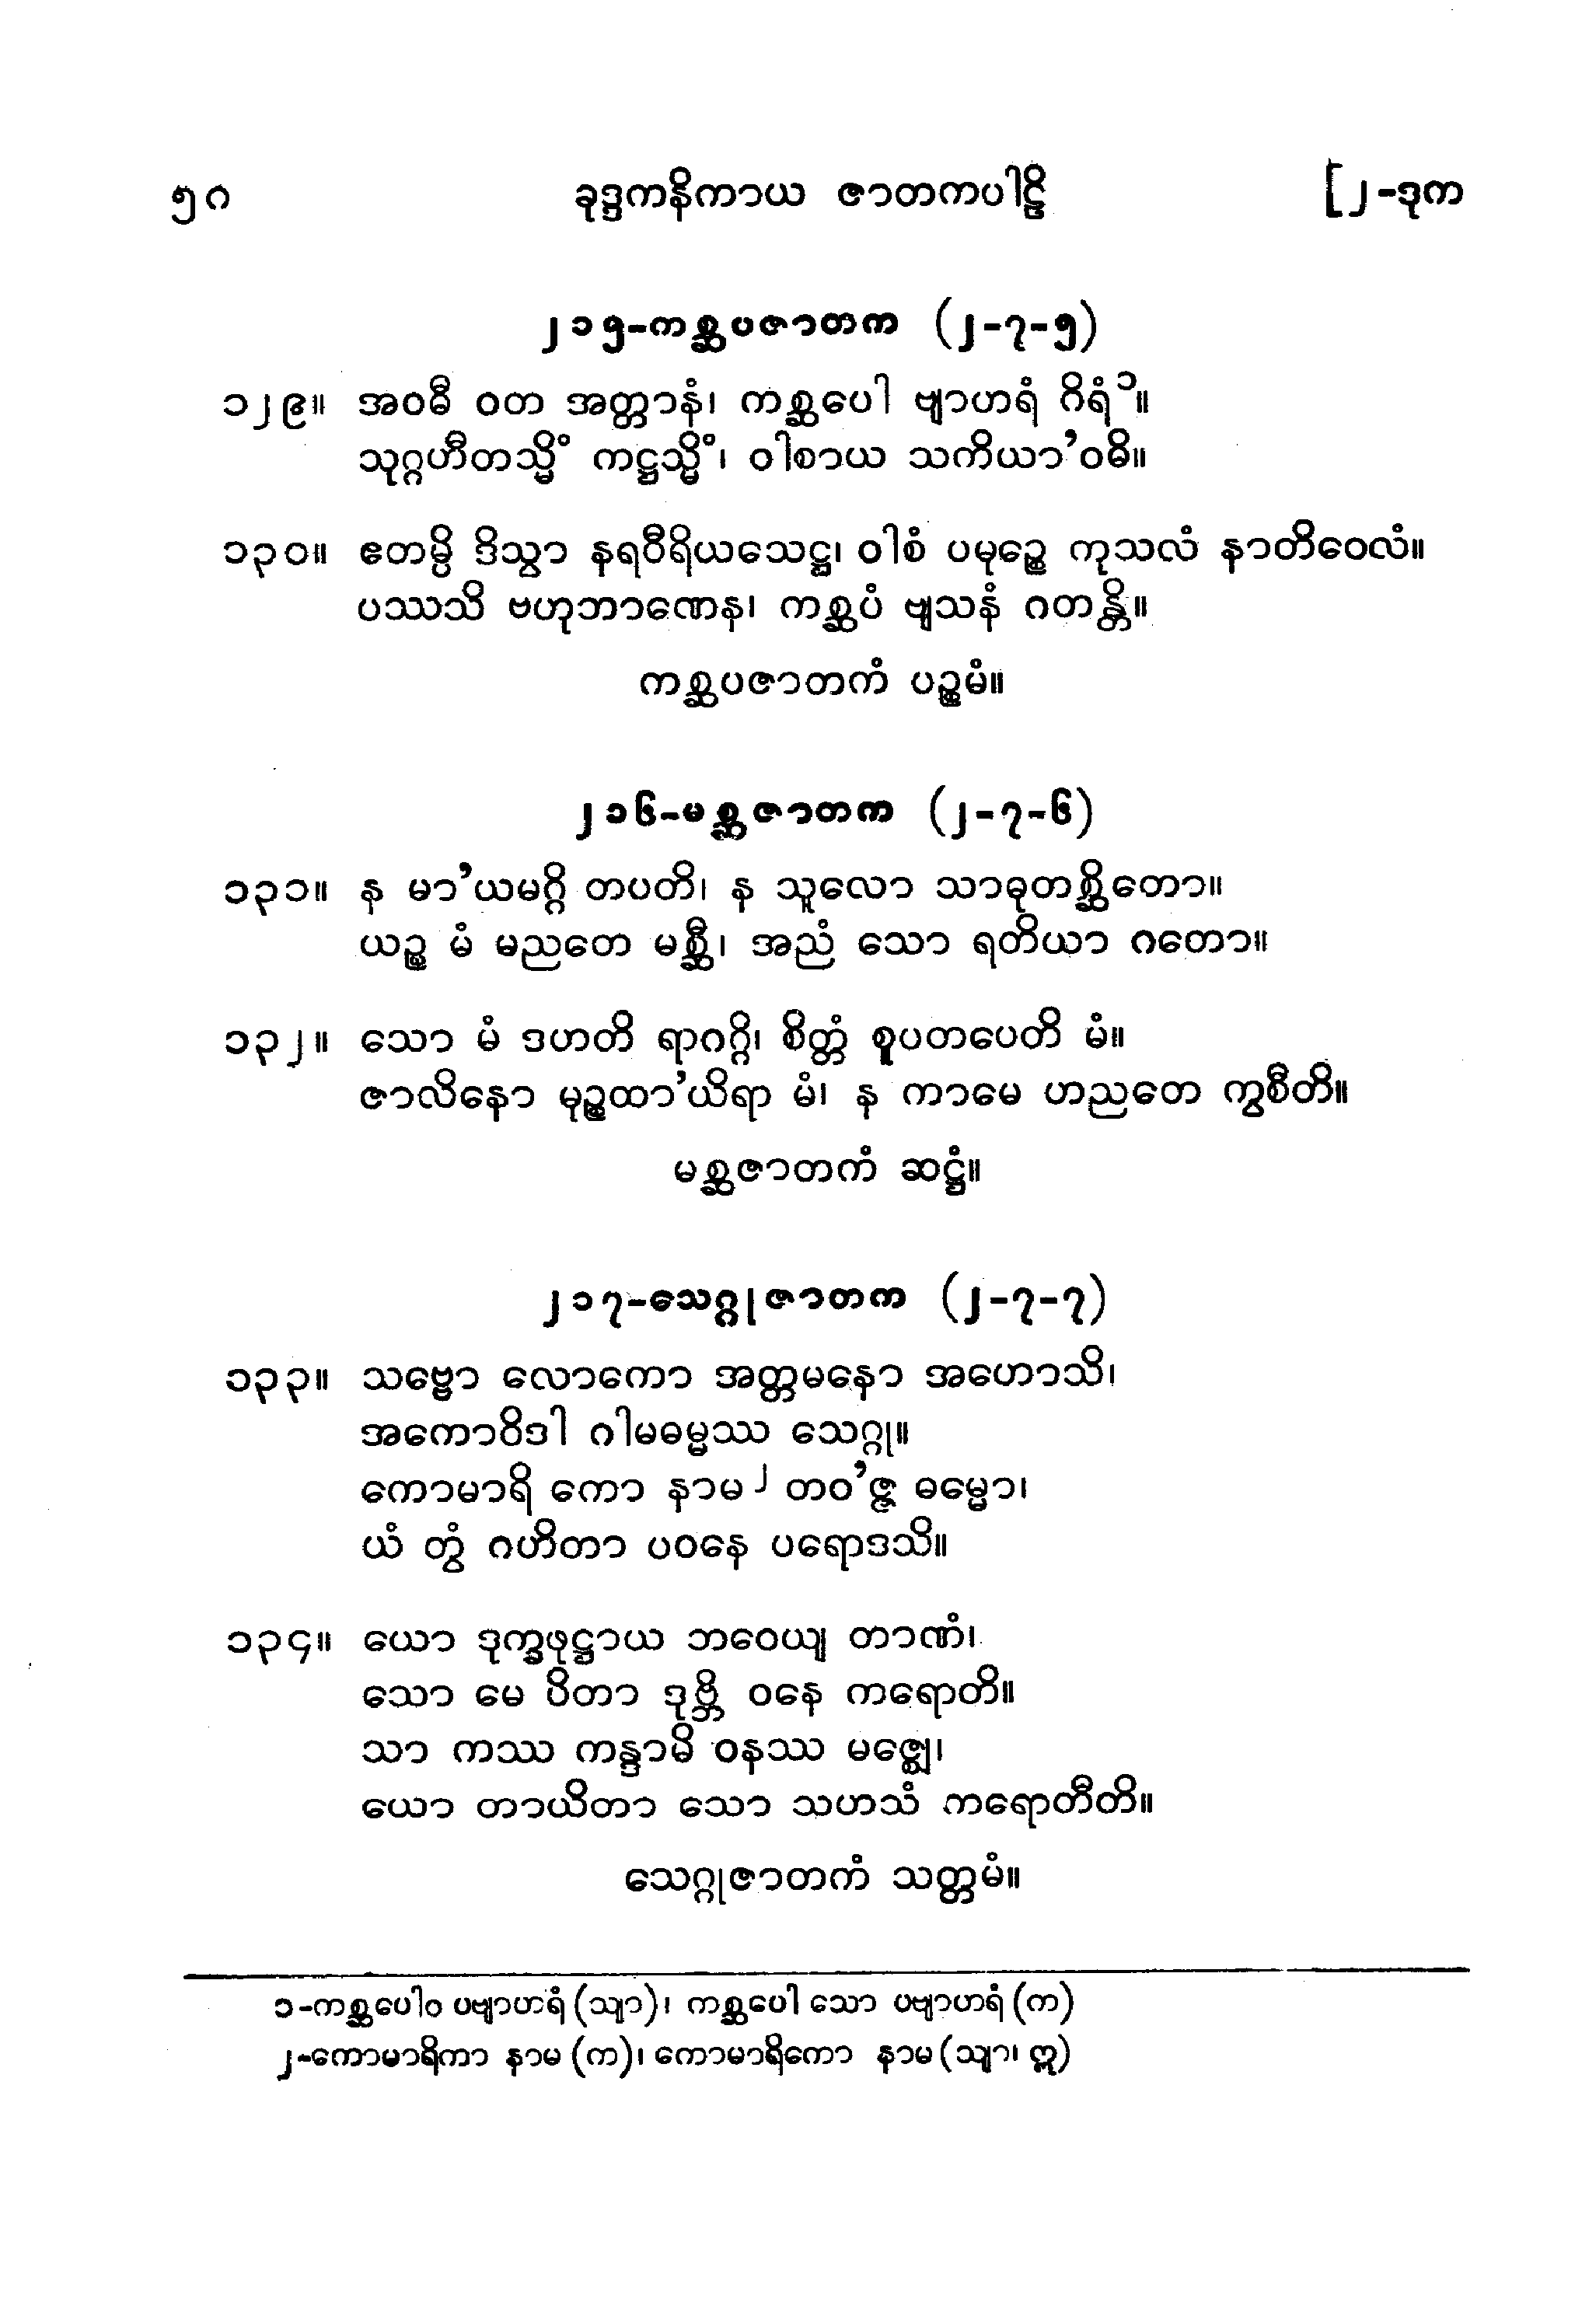 ၅ဂ ခုဒ္ဒကနိကာယ ဇာတကပါဠိ [၂-ဒုက
၂၁၅-ကစ္ဆပဇာတက (၂-၇-၅)
၁၂၉။ အဝဓီ ဝတ အတ္တာနံ၊ ကစ္ဆပေါ ဗျာဟရံ ဂိရံ၁။
သုဂ္ဂဟီတသ္မိံ ကဋ္ဌသ္မိံ၊ ဝါစာယ သကိယာ’ဝဓိ။
၁၃၀။ ဧတမ္ပိ ဒိသွာ နရဝီရိယသေဋ္ဌ၊ ဝါစံ ပမုဉ္စေ ကုသလံ နာတိဝေလံ။
ပဿသိ ဗဟုဘာဏေန၊ ကစ္ဆပံ ဗျသနံ ဂတန္တိ။
ကစ္ဆပဇာတကံ ပဉ္စမံ။
၂၁၆-မစ္ဆဇာတက (၂-၇-၆)
၁၃၁။ န မာ’ယမဂ္ဂိ တပတိ၊ န သူလော သာဓုတစ္ဆိတော။
ယဉ္စ မံ မညတေ မစ္ဆီ၊ အညံ သော ရတိယာ ဂတော။
၁၃၂။ သော မံ ဒဟတိ ရာဂဂ္ဂိ၊ စိတ္တံ စူပတပေတိ မံ။
ဇာလိနော မုဉ္စထာ’ယိရာ မံ၊ န ကာမေ ဟညတေ ကွစီတိ။
မစ္ဆဇာတကံ ဆဋ္ဌံ။
၂၁၇-သေဂ္ဂုဇာတက (၂-၇-၇)
၁၃၃။ သဗ္ဗော လောကော အတ္တမနော အဟောသိ၊
အကောဝိဒါ ဂါမဓမ္မဿ သေဂ္ဂု။
ကောမာရိ ကော နာမ၂ တဝ’ဇ္ဇ ဓမ္မော၊
ယံ တွံ ဂဟိတာ ပဝနေ ပရောဒသိ။
၁၃၄။ ယော ဒုက္ခဖုဋ္ဌာယ ဘဝေယျ တာဏံ၊
သော မေ ပိတာ ဒုဗ္ဘိ ဝနေ ကရောတိ။
သာ ကဿ ကန္ဒာမိ ဝနဿ မဇ္ဈေ၊
ယော တာယိတာ သော သဟသံ ကရောတီတိ။
သေဂ္ဂုဇာတကံ သတ္တမံ။
၁-ကစ္ဆပေါဝ ပဗျာဟရံ (သျာ)၊ ကစ္ဆပေါ သော ပဗျာဟရံ (က)
၂-ကောမာရိကာ နာမ (က)၊ ကောမာရိကော နာမ (သျာ၊ ဣ)